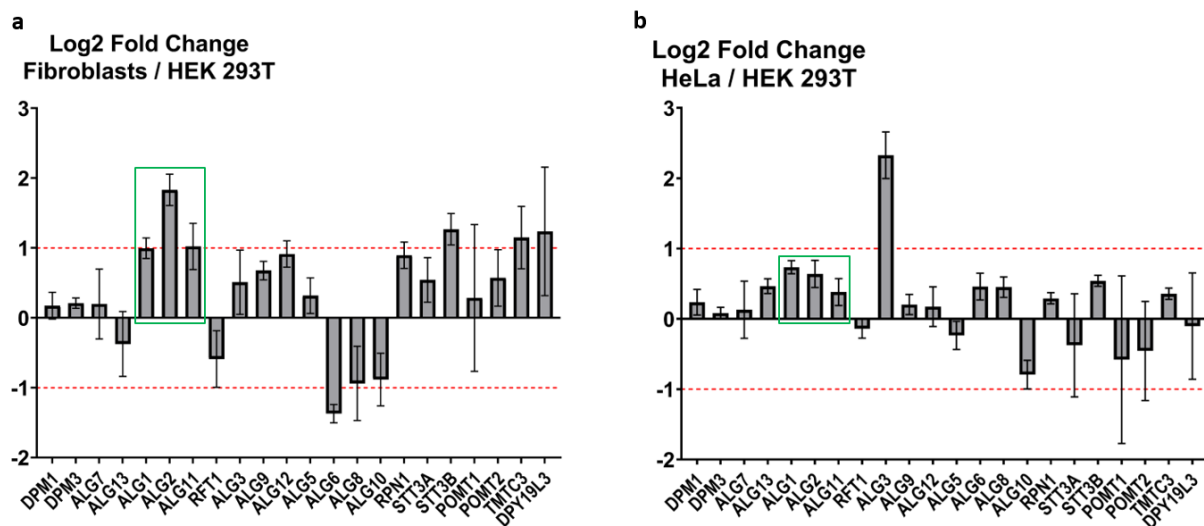 a
Log2 Fold Change
Fibroblasts / HEK 293T
3
2
1
0
-1
-2
DPM1
DPM3
ALG7
ALG13
ALG1
ALG2
ALG11
RFT1
ALG3
ALG9
ALG12
ALG5
ALG6
ALG8
ALG10
RPN1
STT3A
STT3B
POMT1
POMT2
TMTC3
DPY19L3
b
Log2 Fold Change
HeLa / HEK 293T
3
2
1
0
-1
-2
DPM1
DPM3
ALG7
ALG13
ALG1
ALG2
ALG11
RFT1
ALG3
ALG9
ALG12
ALG5
ALG6
ALG8
ALG10
RPN1
STT3A
STT3B
POMT1
POMT2
TMTC3
DPY19L3